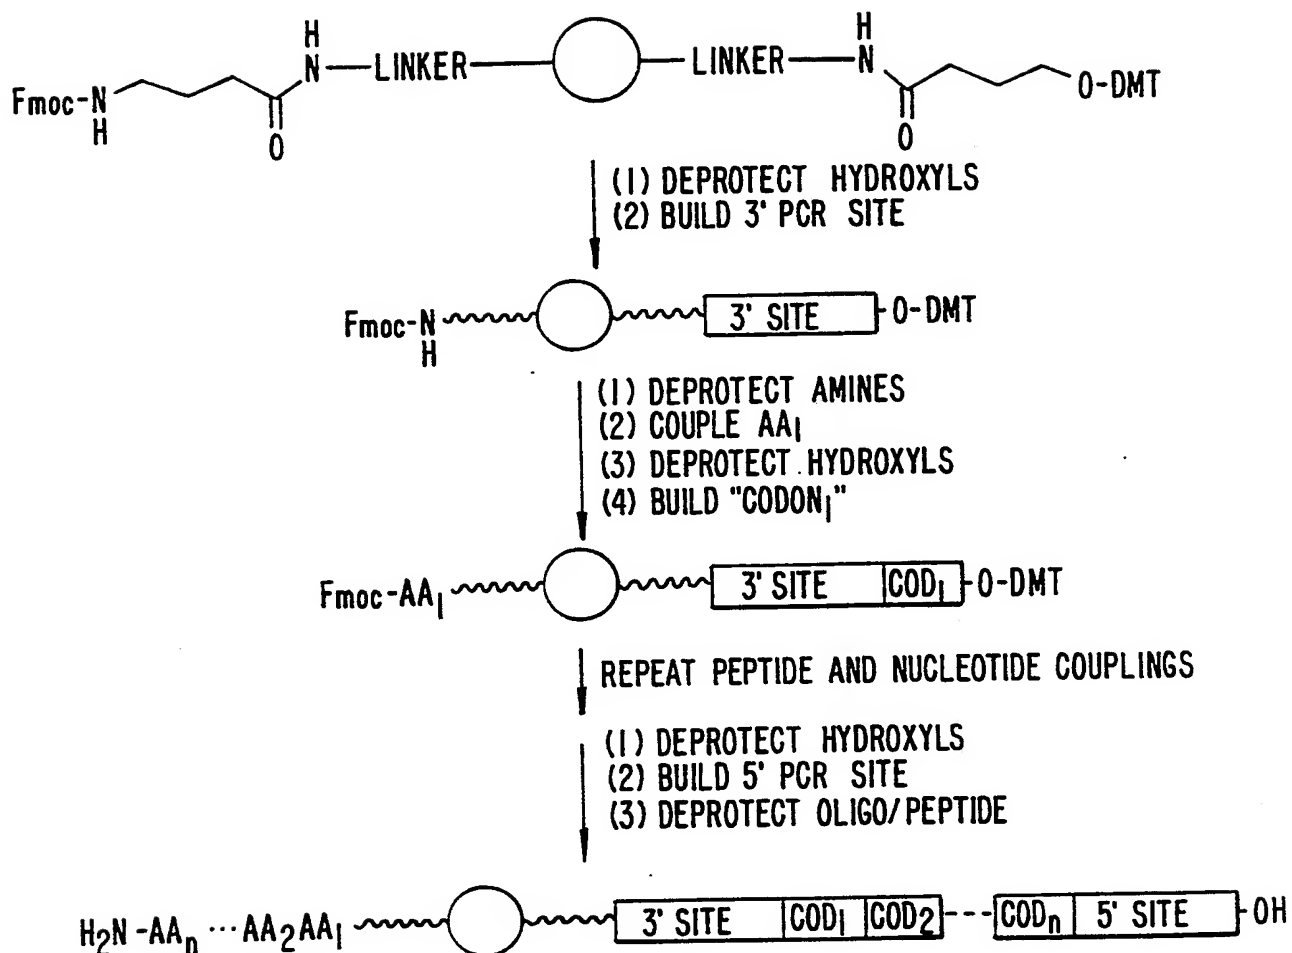 H H
Fmoc-N N—LINKER LINKER—N O-DMT
H O O
(1) DEPROTECT HYDROXYLS
(2) BUILD 3' PCR SITE
Fmoc-N 3' SITE O-DMT
H
(1) DEPROTECT AMINES
(2) COUPLE AA₁
(3) DEPROTECT HYDROXYLS
(4) BUILD "CODON₁"
Fmoc-AA₁ 3' SITE COD₁ O-DMT
REPEAT PEPTIDE AND NUCLEOTIDE COUPLINGS
(1) DEPROTECT HYDROXYLS
(2) BUILD 5' PCR SITE
(3) DEPROTECT OLIGO/PEPTIDE
H₂N-AAₙ ··· AA₂AA₁ 3' SITE COD₁ COD₂ --- CODₙ 5' SITE OH